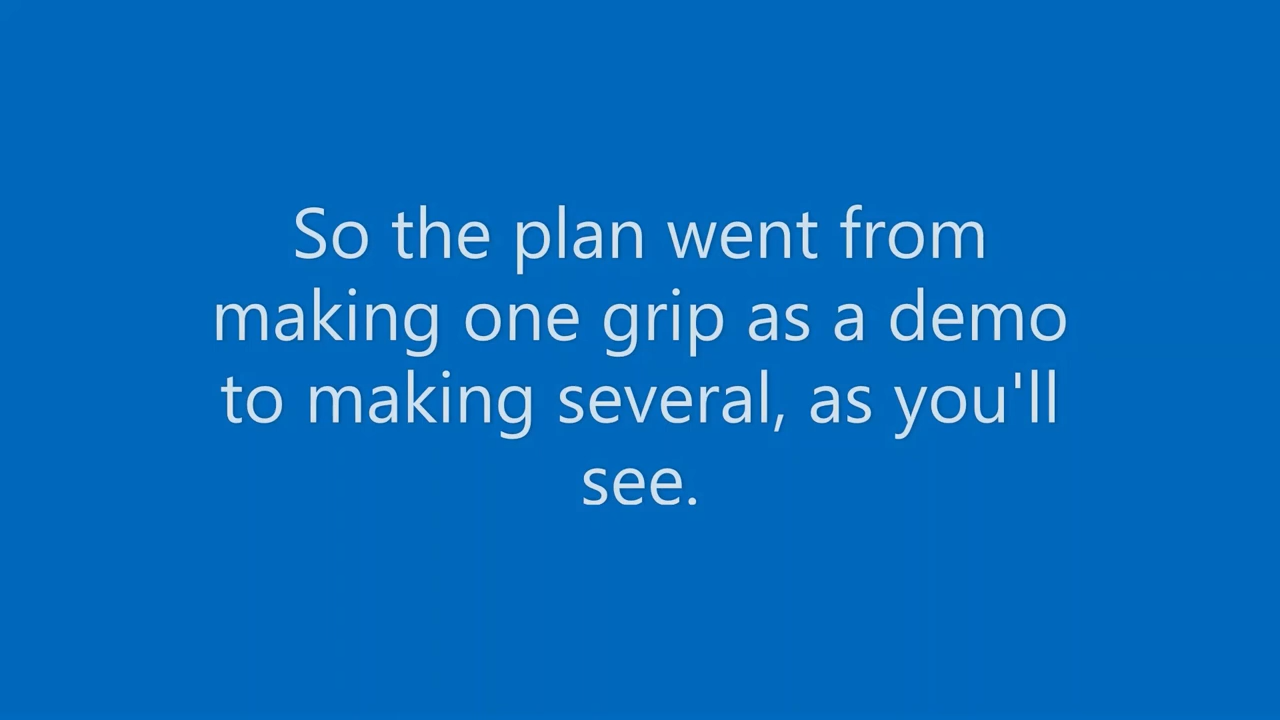 So the plan went from
making one grip as a demo
to making several, as you'll
see.